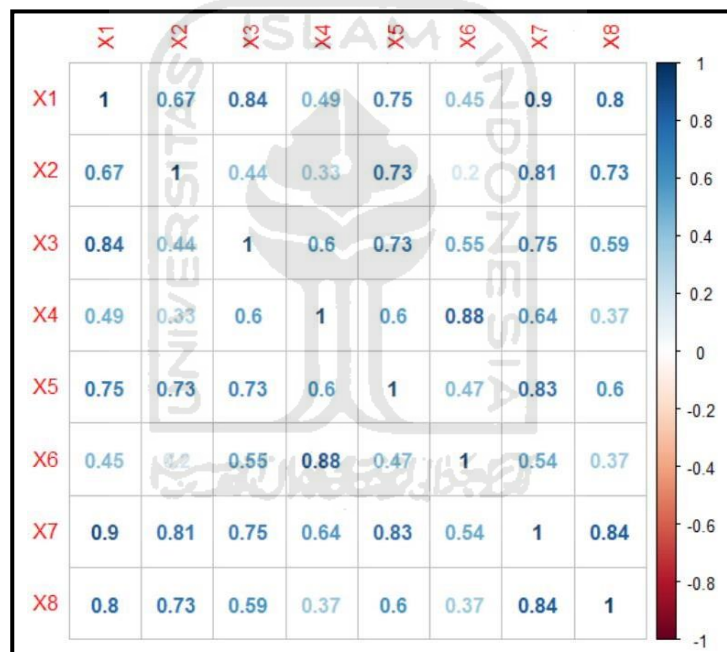 X1 X2 X3 X4 X5 X6 X7 X8
X1 1 0.67 0.84 0.49 0.75 0.45 0.9 0.8
X2 0.67 1 0.44 0.33 0.73 0.2 0.81 0.73
X3 0.84 0.44 1 0.6 0.73 0.55 0.75 0.59
X4 0.49 0.33 0.6 1 0.6 0.88 0.64 0.37
X5 0.75 0.73 0.73 0.6 1 0.47 0.83 0.6
X6 0.45 0.2 0.55 0.88 0.47 1 0.54 0.37
X7 0.9 0.81 0.75 0.64 0.83 0.54 1 0.84
X8 0.8 0.73 0.59 0.37 0.6 0.37 0.84 1
1
0.8
0.6
0.4
0.2
0
-0.2
-0.4
-0.6
-0.8
-1
UNIVERSITAS
ISLAM
INDONESIA